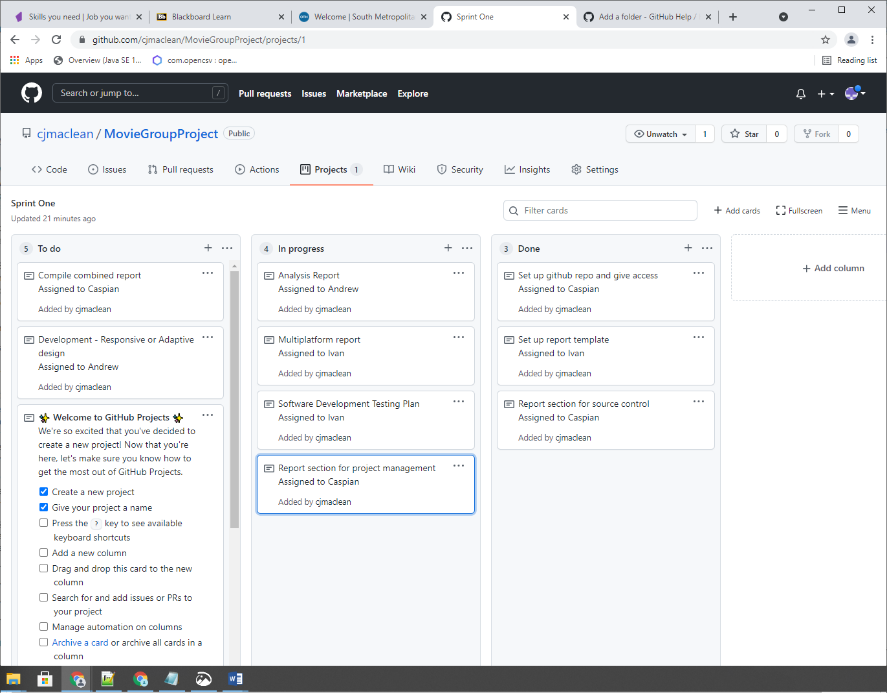 Skills you need | Job you want
Blackboard Learn
Welcome | South Metropolita
Sprint One
Add a folder - GitHub Help /
github.com/cjmaclean/MovieGroupProject/projects/1
Apps
Overview (Java SE 1...
com.opencsv : ope...
Reading list
Search or jump to...
/
Pull requests
Issues
Marketplace
Explore
cjmaclean / MovieGroupProject
Public
Unwatch
1
Star
0
Fork
0
Code
Issues
Pull requests
Actions
Projects 1
Wiki
Security
Insights
Settings
Sprint One
Updated 21 minutes ago
Filter cards
+ Add cards
Fullscreen
Menu
5 To do
Compile combined report
Assigned to Caspian
Added by cjmaclean
Development - Responsive or Adaptive
design
Assigned to Andrew
Added by cjmaclean
Welcome to GitHub Projects
We're so excited that you've decided to
create a new project! Now that you're
here, let's make sure you know how to
get the most out of GitHub Projects.
Create a new project
Give your project a name
Press the ? key to see available
keyboard shortcuts
Add a new column
Drag and drop this card to the new
column
Search for and add issues or PRs to
your project
Manage automation on columns
Archive a card or archive all cards in a
column
4 In progress
Analysis Report
Assigned to Andrew
Added by cjmaclean
Multiplatform report
Assigned to Ivan
Added by cjmaclean
Software Development Testing Plan
Assigned to Ivan
Added by cjmaclean
Report section for project management
Assigned to Caspian
Added by cjmaclean
3 Done
Set up github repo and give access
Assigned to Caspian
Added by cjmaclean
Set up report template
Assigned to Ivan
Added by cjmaclean
Report section for source control
Assigned to Caspian
Added by cjmaclean
+ Add column